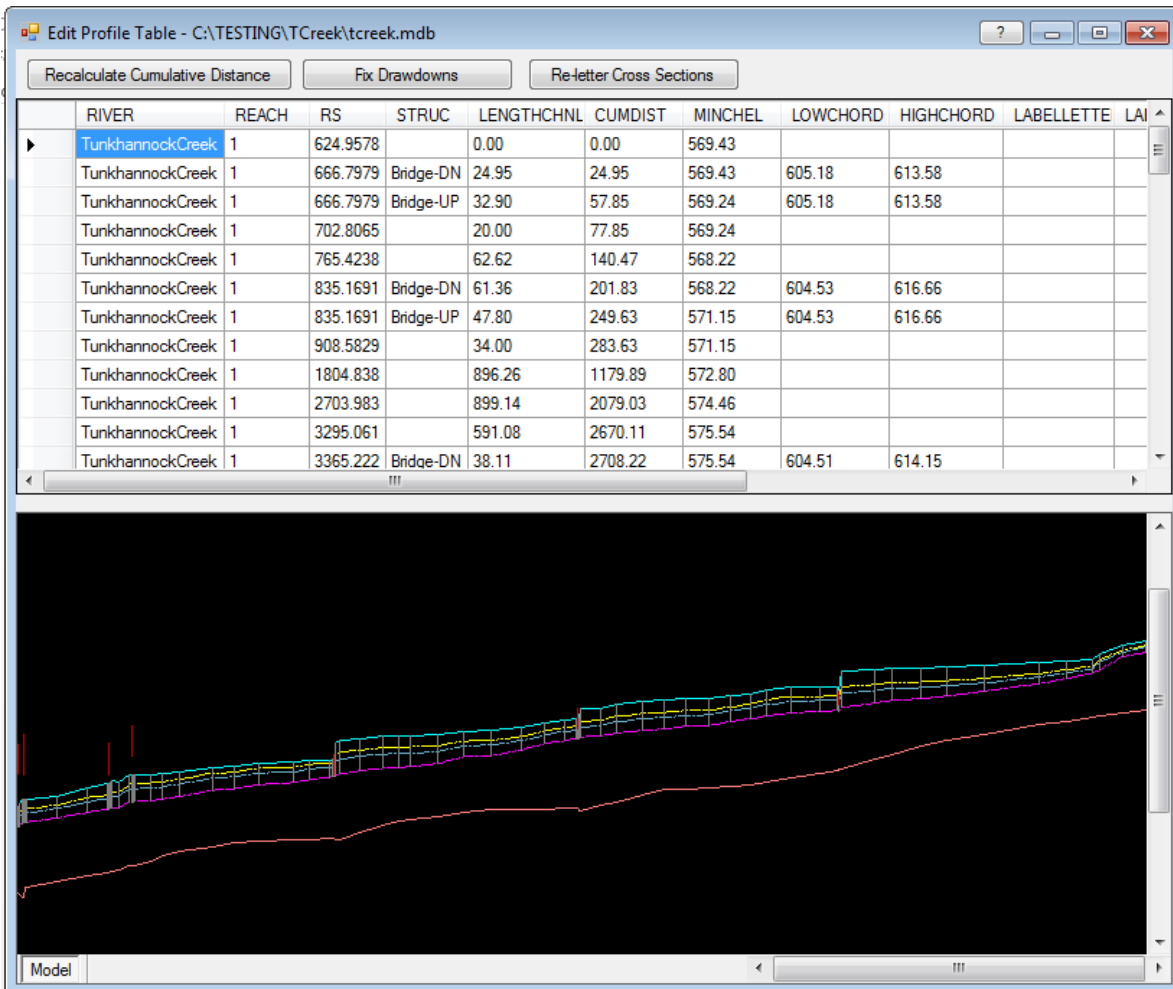 Edit Profile Table - C:\TESTING\TCreek\tcreek.mdb
Recalculate Cumulative Distance Fix Drawdowns Re-letter Cross Sections
RIVER REACH RS STRUC LENGTHCHNL CUMDIST MINCHEL LOWCHORD HIGHCHORD LABELLETTE LAI
TunkhannockCreek 1 624.9578 0.00 0.00 569.43
TunkhannockCreek 1 666.7979 Bridge-DN 24.95 24.95 569.43 605.18 613.58
TunkhannockCreek 1 666.7979 Bridge-UP 32.90 57.85 569.24 605.18 613.58
TunkhannockCreek 1 702.8065 20.00 77.85 569.24
TunkhannockCreek 1 765.4238 62.62 140.47 568.22
TunkhannockCreek 1 835.1691 Bridge-DN 61.36 201.83 568.22 604.53 616.66
TunkhannockCreek 1 835.1691 Bridge-UP 47.80 249.63 571.15 604.53 616.66
TunkhannockCreek 1 908.5829 34.00 283.63 571.15
TunkhannockCreek 1 1804.838 896.26 1179.89 572.80
TunkhannockCreek 1 2703.983 899.14 2079.03 574.46
TunkhannockCreek 1 3295.061 591.08 2670.11 575.54
TunkhannockCreek 1 3365.222 Bridge-DN 38.11 2708.22 575.54 604.51 614.15
Model